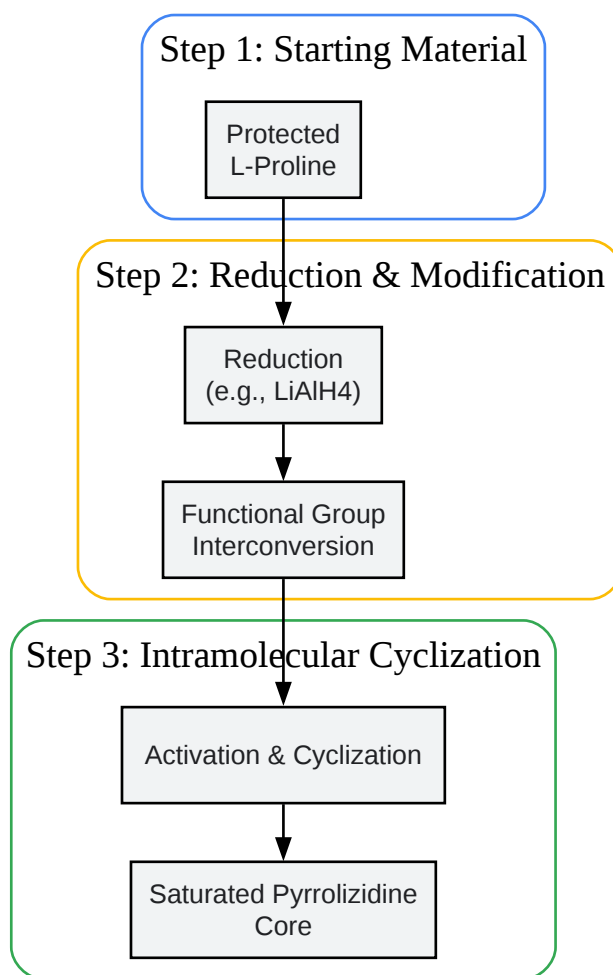 Step 1: Starting Material
Protected
L-Proline
Step 2: Reduction & Modification
Reduction
(e.g., LiAlH4)
Functional Group
Interconversion
Step 3: Intramolecular Cyclization
Activation & Cyclization
Saturated Pyrrolizidine
Core